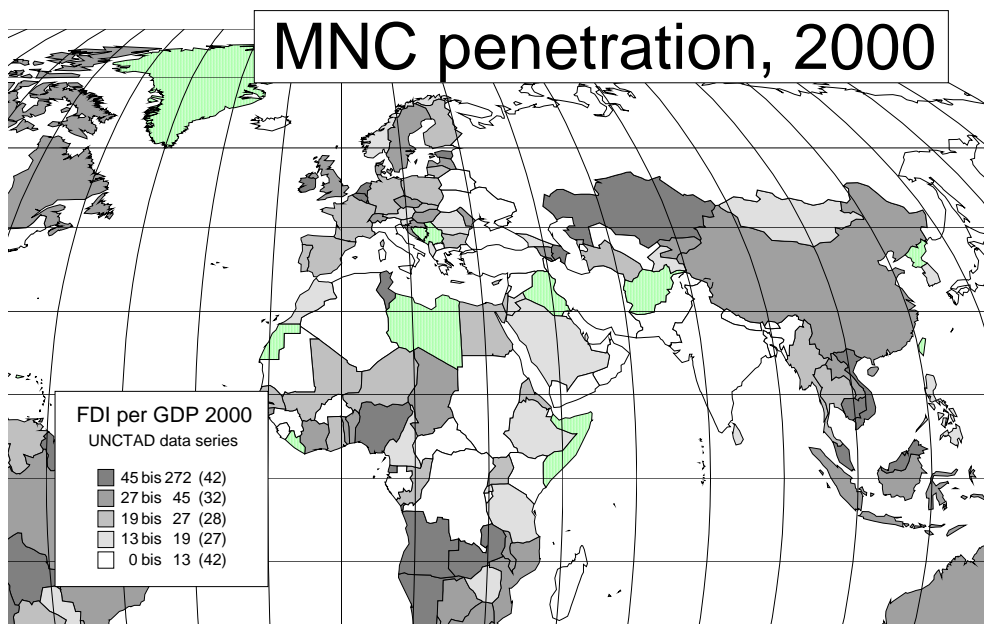 MNC penetration, 2000
FDI per GDP 2000
UNCTAD data series
45 bis 272 (42)
27 bis 45 (32)
19 bis 27 (28)
13 bis 19 (27)
0 bis 13 (42)